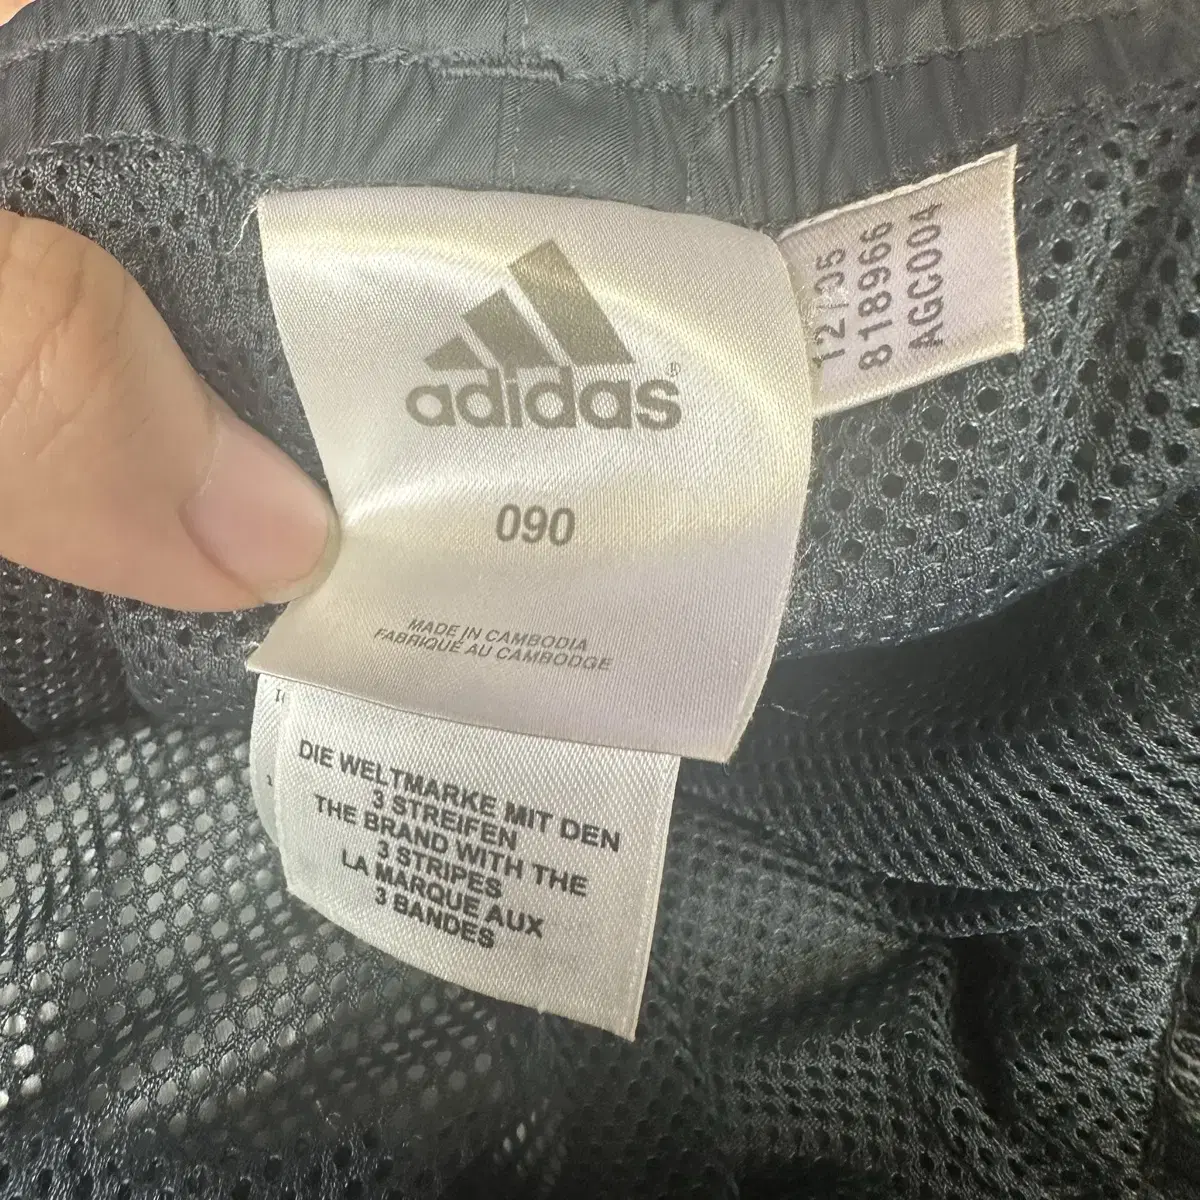 adidas®
090
MADE IN CAMBODIA
FABRIQUÉ AU CAMBODGE
DIE WELTMARKE MIT DEN
3 STREIFEN
THE BRAND WITH THE
3 STRIPES
LA MARQUE AUX
3 BANDES
12/05
818966
AGC004